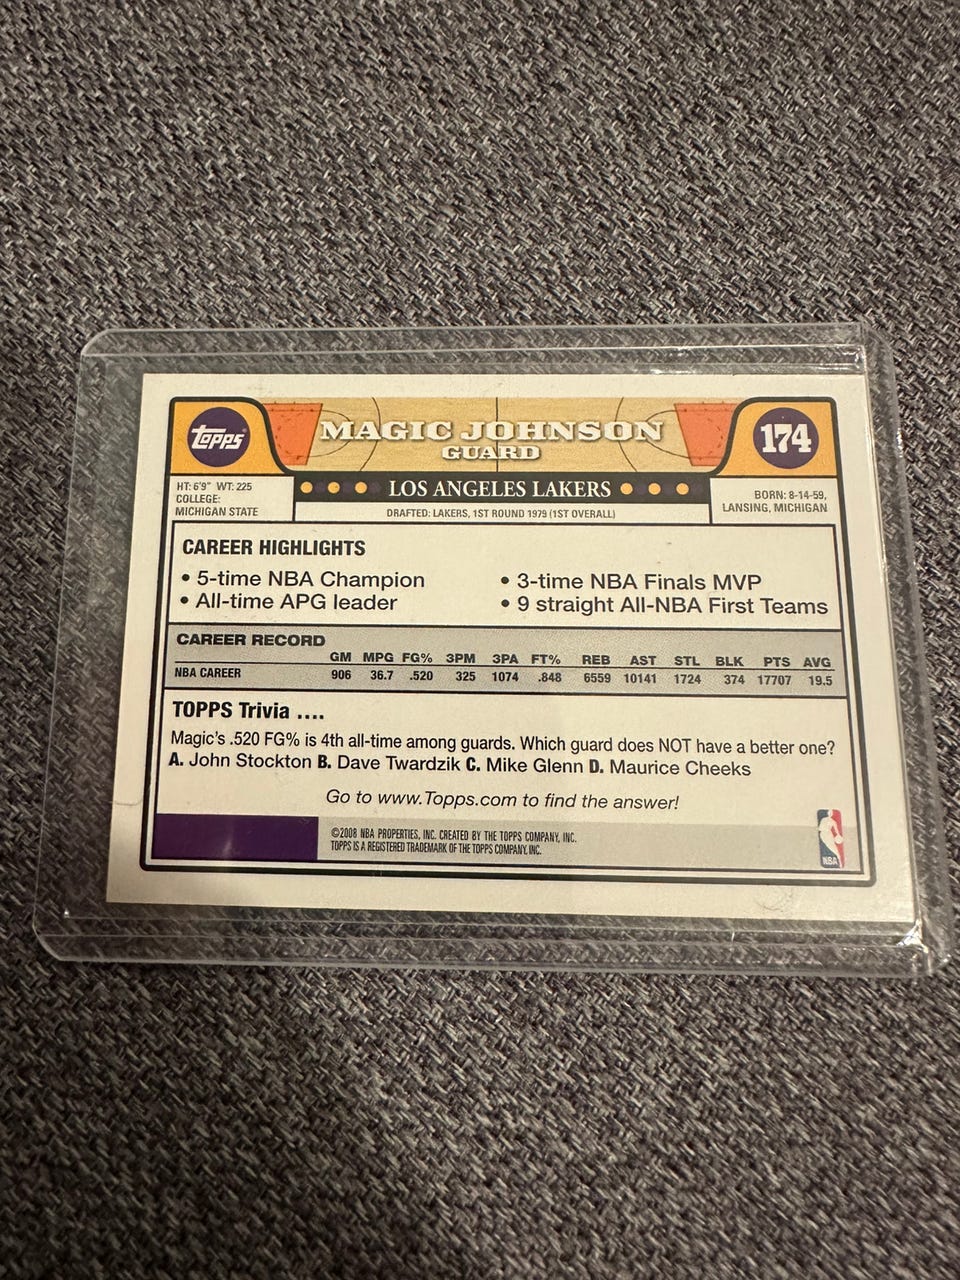 topps
MAGIC JOHNSON
GUARD
174
HT: 6'9" WT: 225
COLLEGE:
MICHIGAN STATE
LOS ANGELES LAKERS
DRAFTED: LAKERS, 1ST ROUND 1979 (1ST OVERALL)
BORN: 8-14-59,
LANSING, MICHIGAN
CAREER HIGHLIGHTS
• 5-time NBA Champion
• All-time APG leader
• 3-time NBA Finals MVP
• 9 straight All-NBA First Teams
CAREER RECORD
GM MPG FG% 3PM 3PA FT% REB AST STL BLK PTS AVG
NBA CAREER 906 36.7 .520 325 1074 .848 6559 10141 1724 374 17707 19.5
TOPPS Trivia ....
Magic's .520 FG% is 4th all-time among guards. Which guard does NOT have a better one?
A. John Stockton B. Dave Twardzik C. Mike Glenn D. Maurice Cheeks
Go to www.Topps.com to find the answer!
©2008 NBA PROPERTIES, INC. CREATED BY THE TOPPS COMPANY, INC.
TOPPS IS A REGISTERED TRADEMARK OF THE TOPPS COMPANY, INC.
NBA